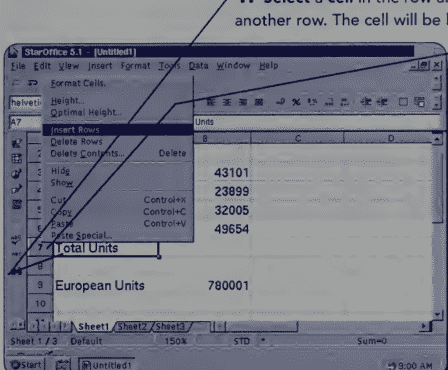 Select a cell in the row
another row. The cell will be
StarOffice 5.1 - [Untitled1]
File Edit View Insert Format Tools Data Window Help
Format Cells...
Height...
Optimal Height...
Insert Rows
Delete Rows
Delete Contents... Delete
Hide
Show
Cut Control+X
Copy Control+C
Paste Control+V
Paste Special...
helveti
A7
Units
B C D
43101
23899
32005
49654
7 Total Units
8
9 European Units 780001
10
Sheet1 Sheet2 Sheet3
Sheet 1 / 3 Default 150% STD * Sum=0
Start Untitled1 9:00 AM